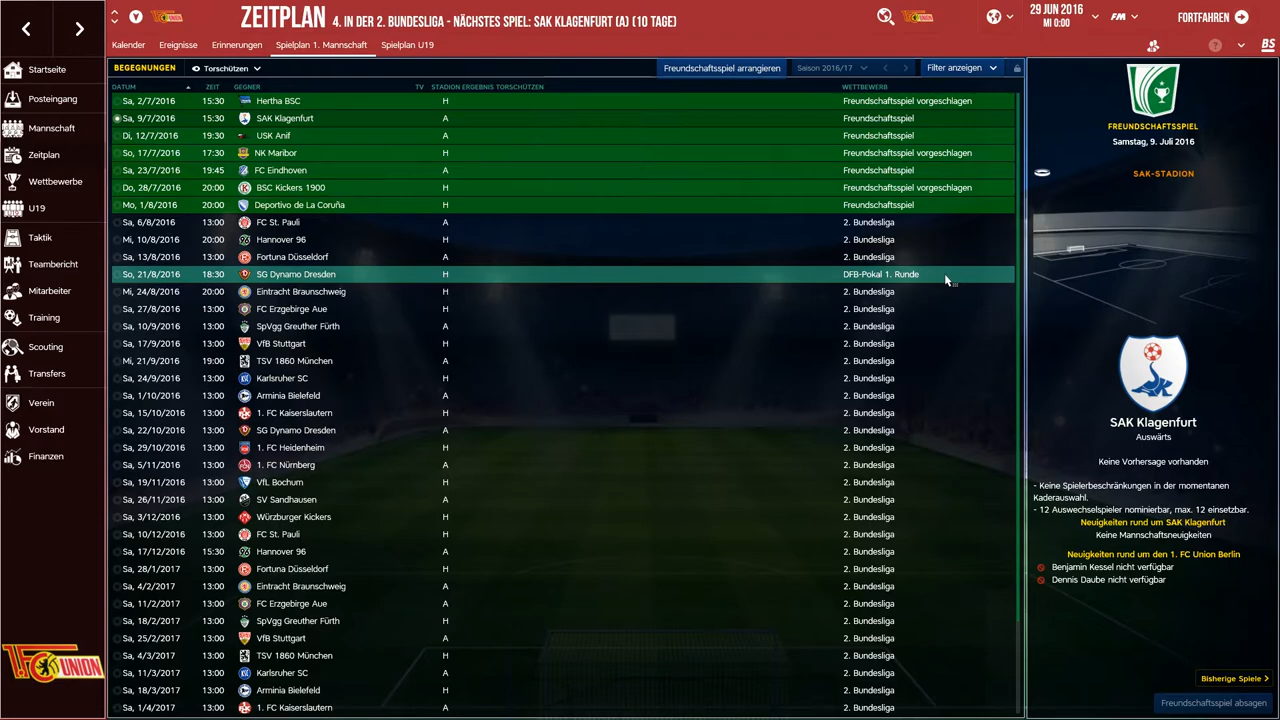 ZEITPLAN 4. IN DER 2. BUNDESLIGA - NÄCHSTES SPIEL: SAK KLAGENFURT (A) (10 TAGE)
29 JUN 2016
MI 0:00
FM
FORTFAHREN
Kalender Ereignisse Erinnerungen Spielplan 1. Mannschaft Spielplan U19
BS
Startseite
Posteingang
Mannschaft
Zeitplan
Wettbewerbe
U19
Taktik
Teambericht
Mitarbeiter
Training
Scouting
Transfers
Verein
Vorstand
Finanzen
UNION
BEGEGNUNGEN Torschützen Freundschaftsspiel arrangieren Saison 2016/17 Filter anzeigen
DATUM ZEIT GEGNER TV STADION ERGEBNIS TORSCHÜTZEN WETTBEWERB
Sa, 2/7/2016 15:30 Hertha BSC H Freundschaftsspiel vorgeschlagen
Sa, 9/7/2016 15:30 SAK Klagenfurt A Freundschaftsspiel
Di, 12/7/2016 19:30 USK Anif A Freundschaftsspiel
So, 17/7/2016 17:30 NK Maribor H Freundschaftsspiel vorgeschlagen
Sa, 23/7/2016 19:45 FC Eindhoven A Freundschaftsspiel
Do, 28/7/2016 20:00 BSC Kickers 1900 H Freundschaftsspiel vorgeschlagen
Mo, 1/8/2016 20:00 Deportivo de La Coruña H Freundschaftsspiel
Sa, 6/8/2016 13:00 FC St. Pauli A 2. Bundesliga
Mi, 10/8/2016 20:00 Hannover 96 H 2. Bundesliga
Sa, 13/8/2016 13:00 Fortuna Düsseldorf A 2. Bundesliga
So, 21/8/2016 18:30 SG Dynamo Dresden H DFB-Pokal 1. Runde
Mi, 24/8/2016 20:00 Eintracht Braunschweig H 2. Bundesliga
Sa, 27/8/2016 13:00 FC Erzgebirge Aue H 2. Bundesliga
Sa, 10/9/2016 13:00 SpVgg Greuther Fürth A 2. Bundesliga
Sa, 17/9/2016 13:00 VfB Stuttgart H 2. Bundesliga
Mi, 21/9/2016 19:00 TSV 1860 München A 2. Bundesliga
Sa, 24/9/2016 13:00 Karlsruher SC H 2. Bundesliga
Sa, 1/10/2016 13:00 Arminia Bielefeld A 2. Bundesliga
Sa, 15/10/2016 13:00 1. FC Kaiserslautern H 2. Bundesliga
Sa, 22/10/2016 13:00 SG Dynamo Dresden A 2. Bundesliga
Sa, 29/10/2016 13:00 1. FC Heidenheim H 2. Bundesliga
Sa, 5/11/2016 13:00 1. FC Nürnberg A 2. Bundesliga
Sa, 19/11/2016 13:00 VfL Bochum H 2. Bundesliga
Sa, 26/11/2016 13:00 SV Sandhausen A 2. Bundesliga
Sa, 3/12/2016 13:00 Würzburger Kickers H 2. Bundesliga
Sa, 10/12/2016 13:00 FC St. Pauli H 2. Bundesliga
Sa, 17/12/2016 15:30 Hannover 96 A 2. Bundesliga
Sa, 28/1/2017 13:00 Fortuna Düsseldorf H 2. Bundesliga
Sa, 4/2/2017 13:00 Eintracht Braunschweig A 2. Bundesliga
Sa, 11/2/2017 13:00 FC Erzgebirge Aue A 2. Bundesliga
Sa, 18/2/2017 13:00 SpVgg Greuther Fürth H 2. Bundesliga
Sa, 25/2/2017 13:00 VfB Stuttgart A 2. Bundesliga
Sa, 4/3/2017 13:00 TSV 1860 München H 2. Bundesliga
Sa, 11/3/2017 13:00 Karlsruher SC A 2. Bundesliga
Sa, 18/3/2017 13:00 Arminia Bielefeld H 2. Bundesliga
Sa, 1/4/2017 13:00 1. FC Kaiserslautern A 2. Bundesliga
FREUNDSCHAFTSSPIEL
Samstag, 9. Juli 2016
SAK-STADION
SAK Klagenfurt
Auswärts
Keine Vorhersage vorhanden
- Keine Spielerbeschränkungen in der momentanen
Kaderauswahl.
- 12 Auswechselspieler nominierbar, max. 12 einsetzbar.
Neuigkeiten rund um SAK Klagenfurt
Keine Mannschaftsneuigkeiten
Neuigkeiten rund um den 1. FC Union Berlin
Benjamin Kessel nicht verfügbar
Dennis Daube nicht verfügbar
Bisherige Spiele
Freundschaftsspiel absagen